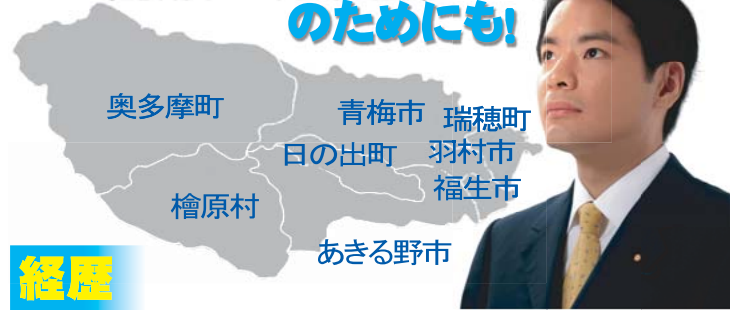 のためにも!
奥多摩町
青梅市
瑞穂町
日の出町
羽村市
福生市
檜原村
あきる野市
経歴